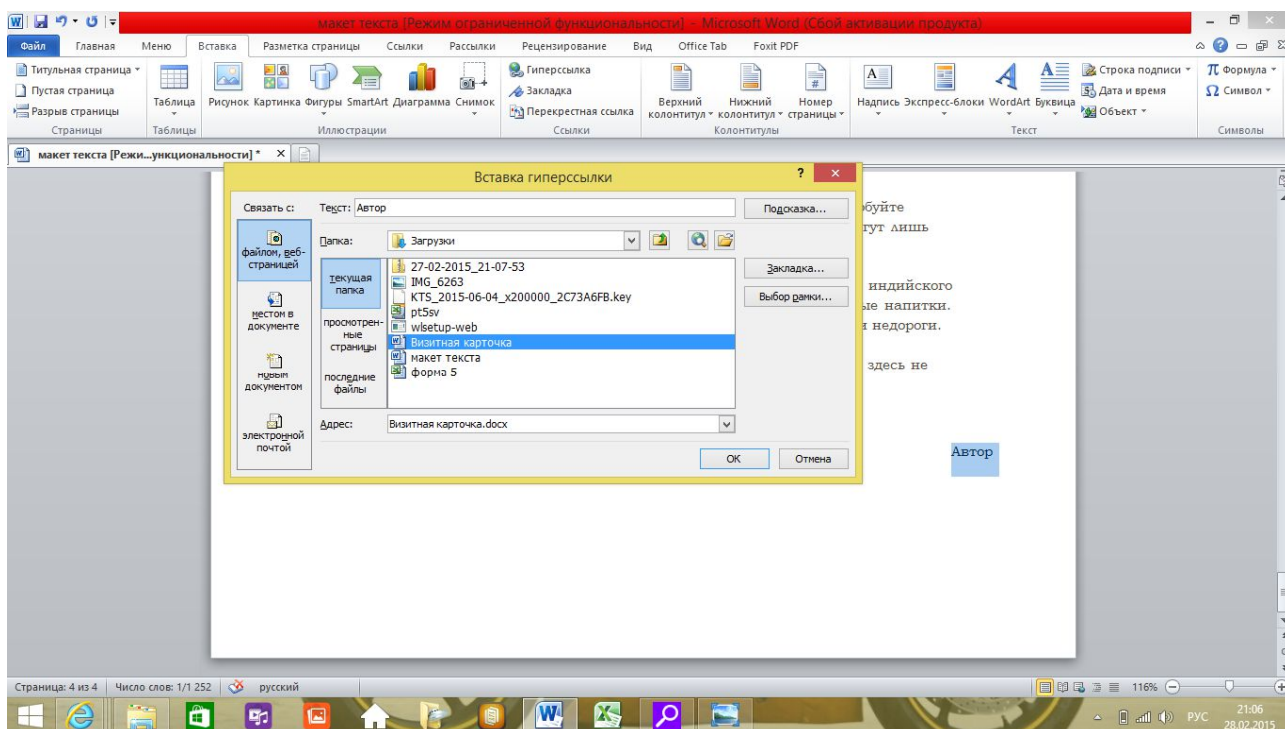 макет текста [Режим ограниченной функциональности] - Microsoft Word (Сбой активации продукта)
Файл Главная Меню Вставка Разметка страницы Ссылки Рассылки Рецензирование Вид Office Tab Foxit PDF
Титульная страница
Пустая страница
Разрыв страницы
Страницы
Таблица
Таблицы
Рисунок Картинка Фигуры SmartArt Диаграмма Снимок
Иллюстрации
Гиперссылка
Закладка
Перекрестная ссылка
Ссылки
Верхний колонтитул
Нижний колонтитул
Номер страницы
Колонтитулы
Надпись Экспресс-блоки WordArt Буквица
Строка подписи
Дата и время
Объект
Текст
Формула
Символ
Символы
макет текста [Режи...ункциональности] *
Вставка гиперссылки
Связать с:
Текст: Автор
Подсказка...
файлом, веб-страницей
местом в документе
новым документом
электронной почтой
Папка: Загрузки
текущая папка
просмотрен-ные страницы
последние файлы
27-02-2015_21-07-53
IMG_6263
KTS_2015-06-04_x200000_2C73A6FB.key
pt5sv
wlsetup-web
Визитная карточка
макет текста
форма 5
Закладка...
Выбор рамки...
Адрес: Визитная карточка.docx
ОК Отмена
буйте
гут лишь
индийского
ые напитки.
и недороги.
здесь не
Автор
Страница: 4 из 4 Число слов: 1/1 252 русский 116%
РУС 21:06
28.02.2015